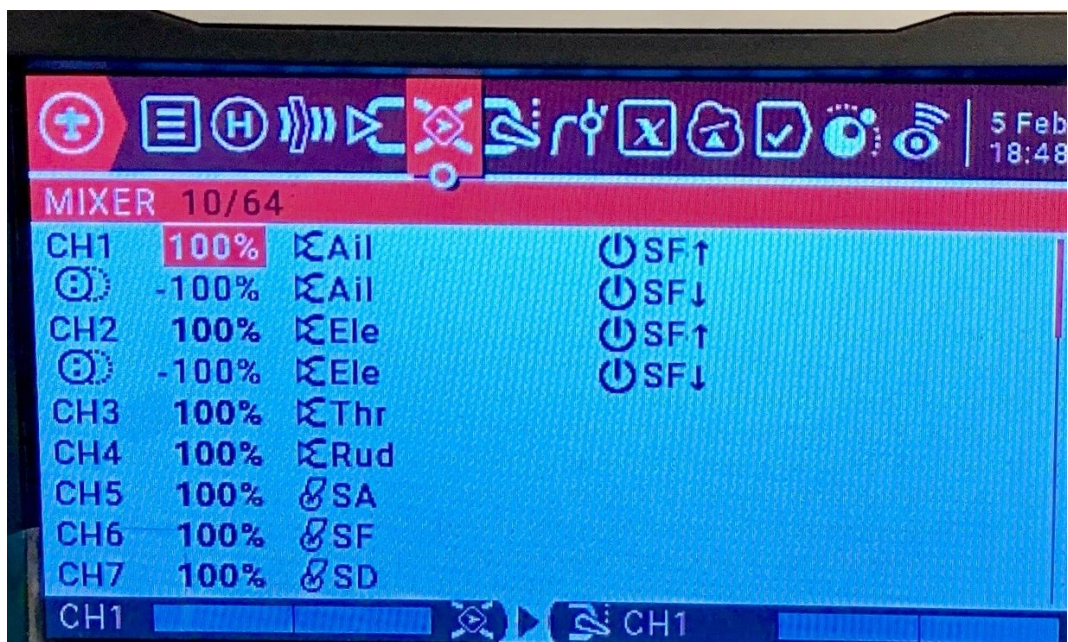 5 Feb
18:48
MIXER 10/64
CH1 100% Ail SF↑
-100% Ail SF↓
CH2 100% Ele SF↑
-100% Ele SF↓
CH3 100% Thr
CH4 100% Rud
CH5 100% SA
CH6 100% SF
CH7 100% SD
CH1 CH1